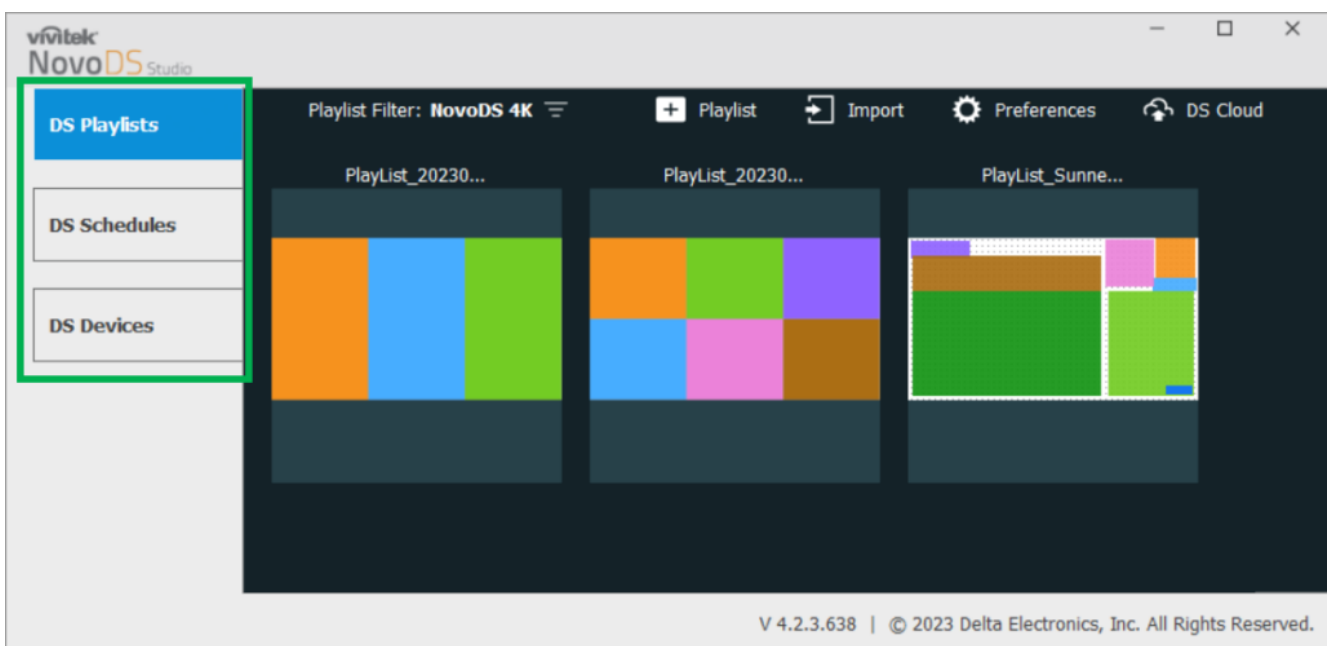 vivitek
NovoDS Studio
DS Playlists
DS Schedules
DS Devices
Playlist Filter: NovoDS 4K
Playlist
Import
Preferences
DS Cloud
PlayList_20230...
PlayList_20230...
PlayList_Sunne...
V 4.2.3.638 | © 2023 Delta Electronics, Inc. All Rights Reserved.